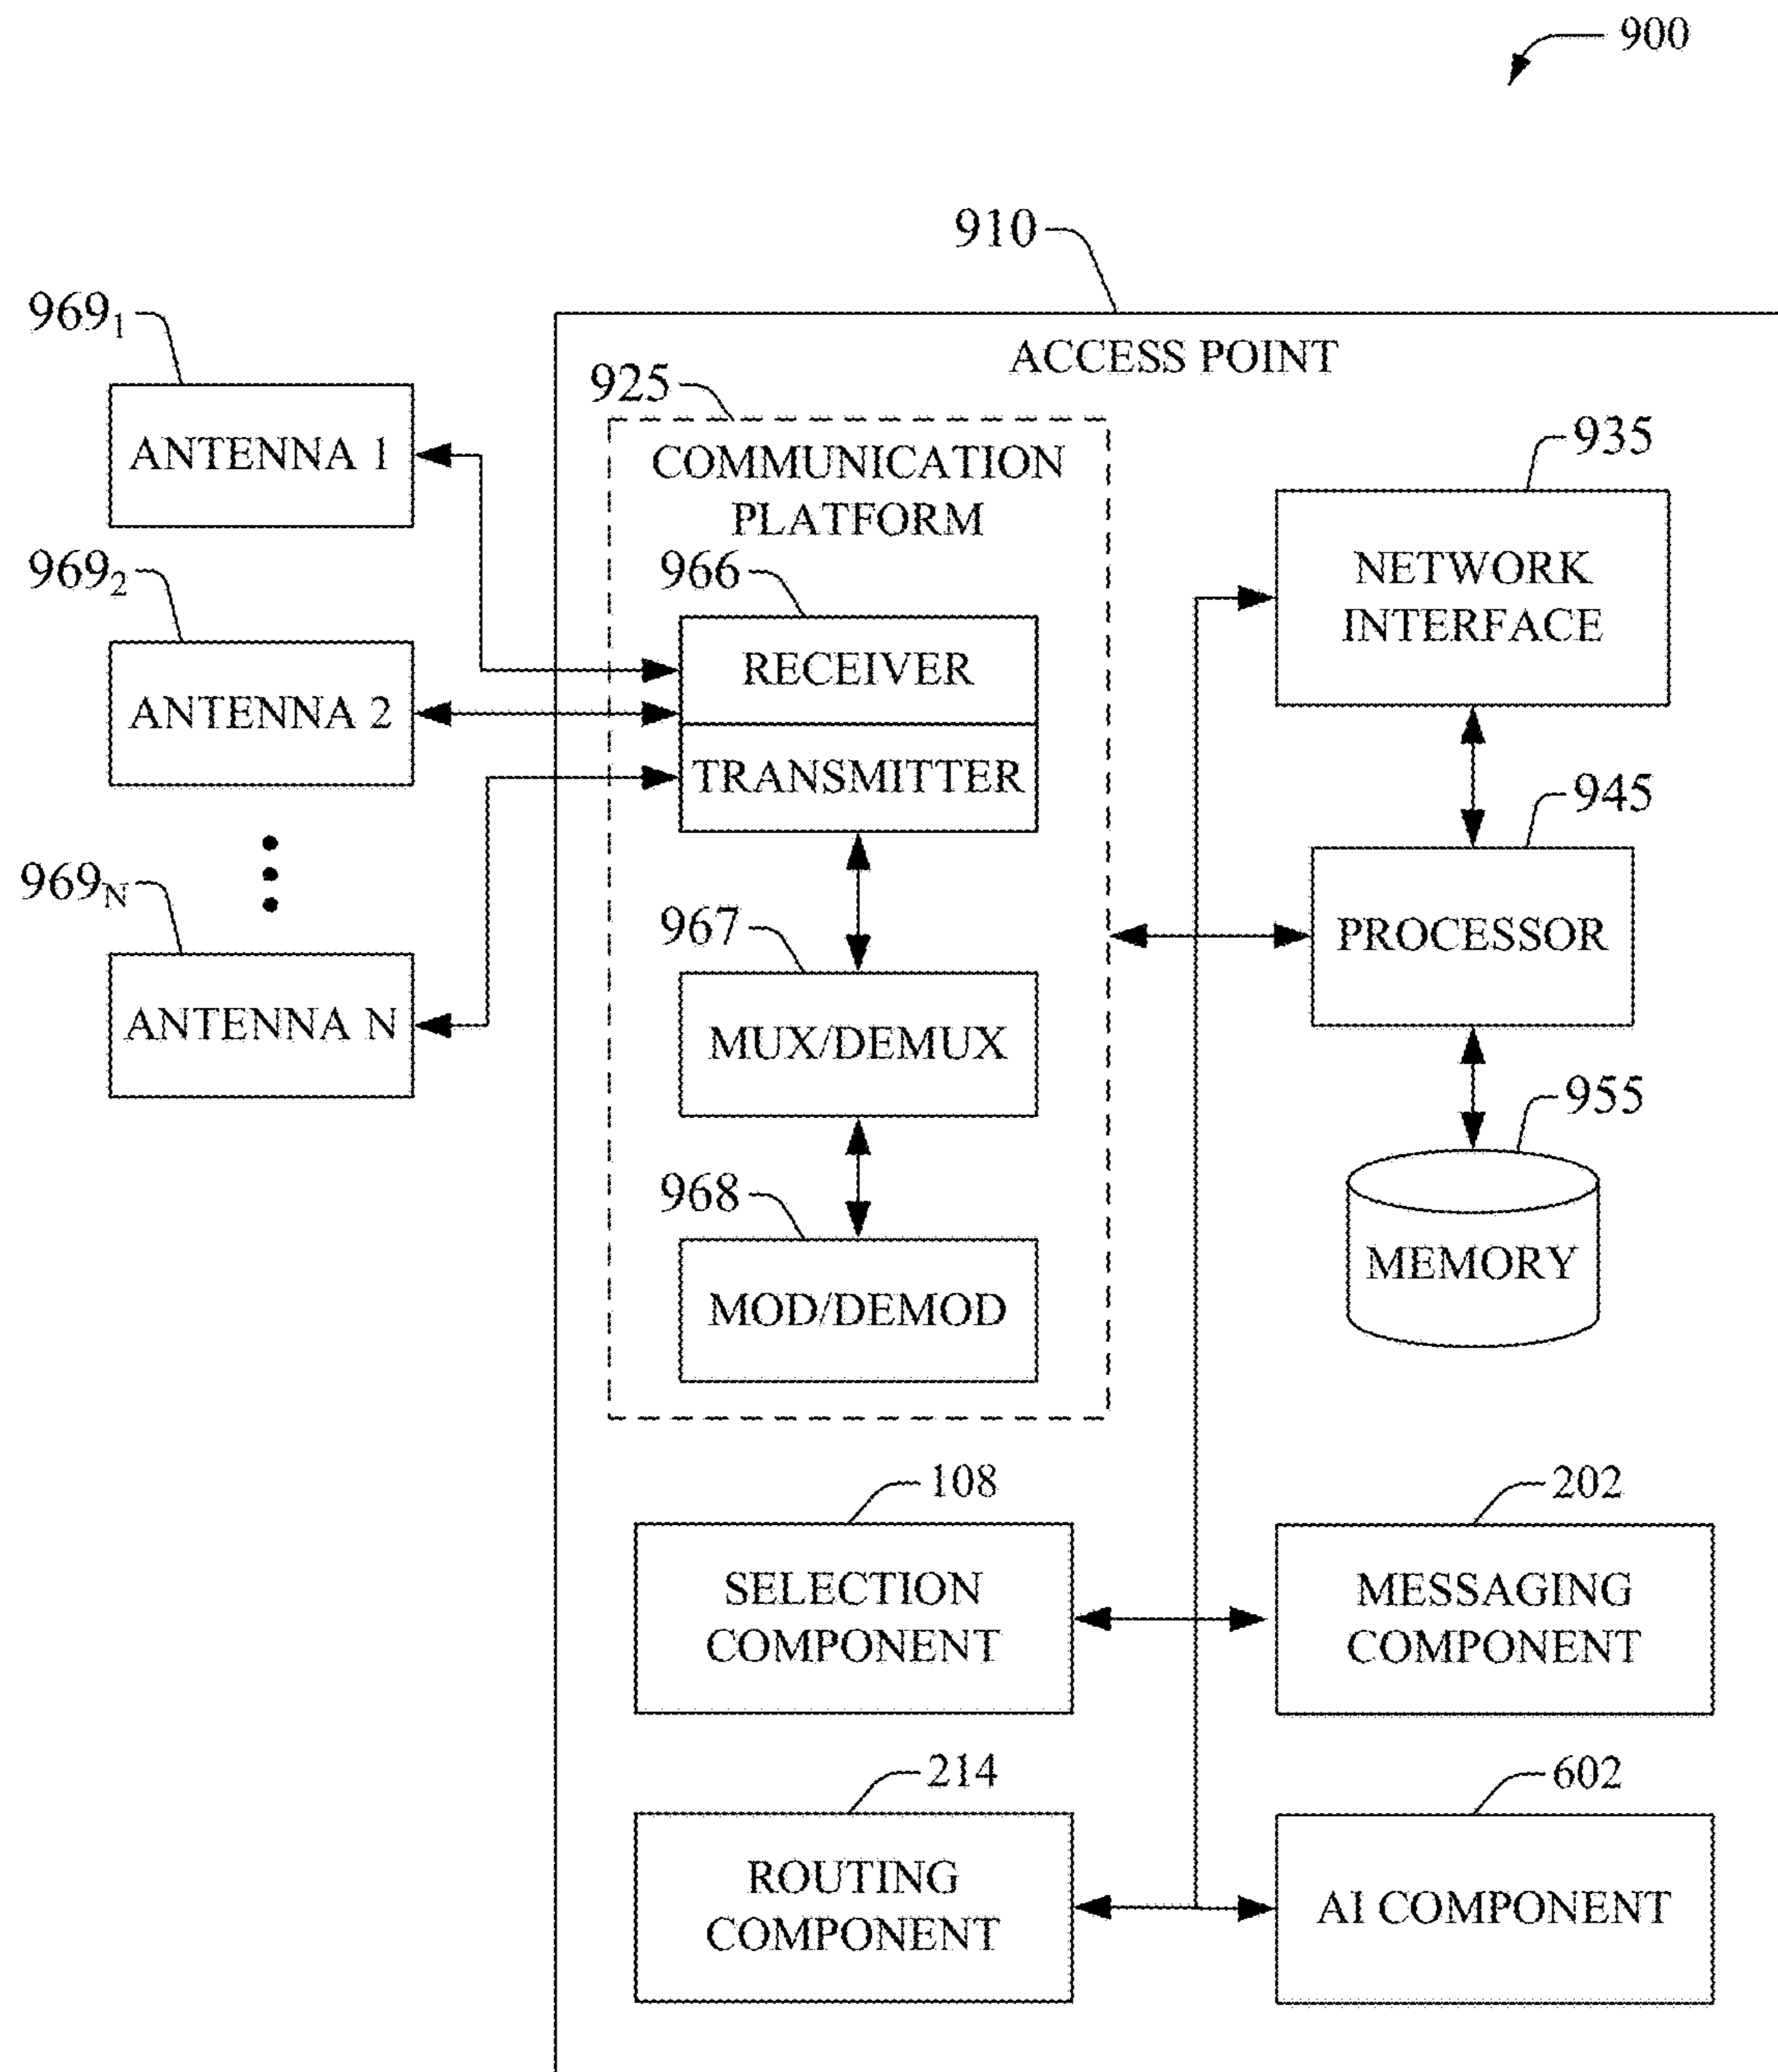 900
910
ACCESS POINT
969₁
ANTENNA 1
925
COMMUNICATION
PLATFORM
935
NETWORK
INTERFACE
969₂
ANTENNA 2
966
RECEIVER
TRANSMITTER
945
PROCESSOR
969N
ANTENNA N
967
MUX/DEMUX
955
MEMORY
968
MOD/DEMOD
108
SELECTION
COMPONENT
202
MESSAGING
COMPONENT
214
ROUTING
COMPONENT
602
AI COMPONENT